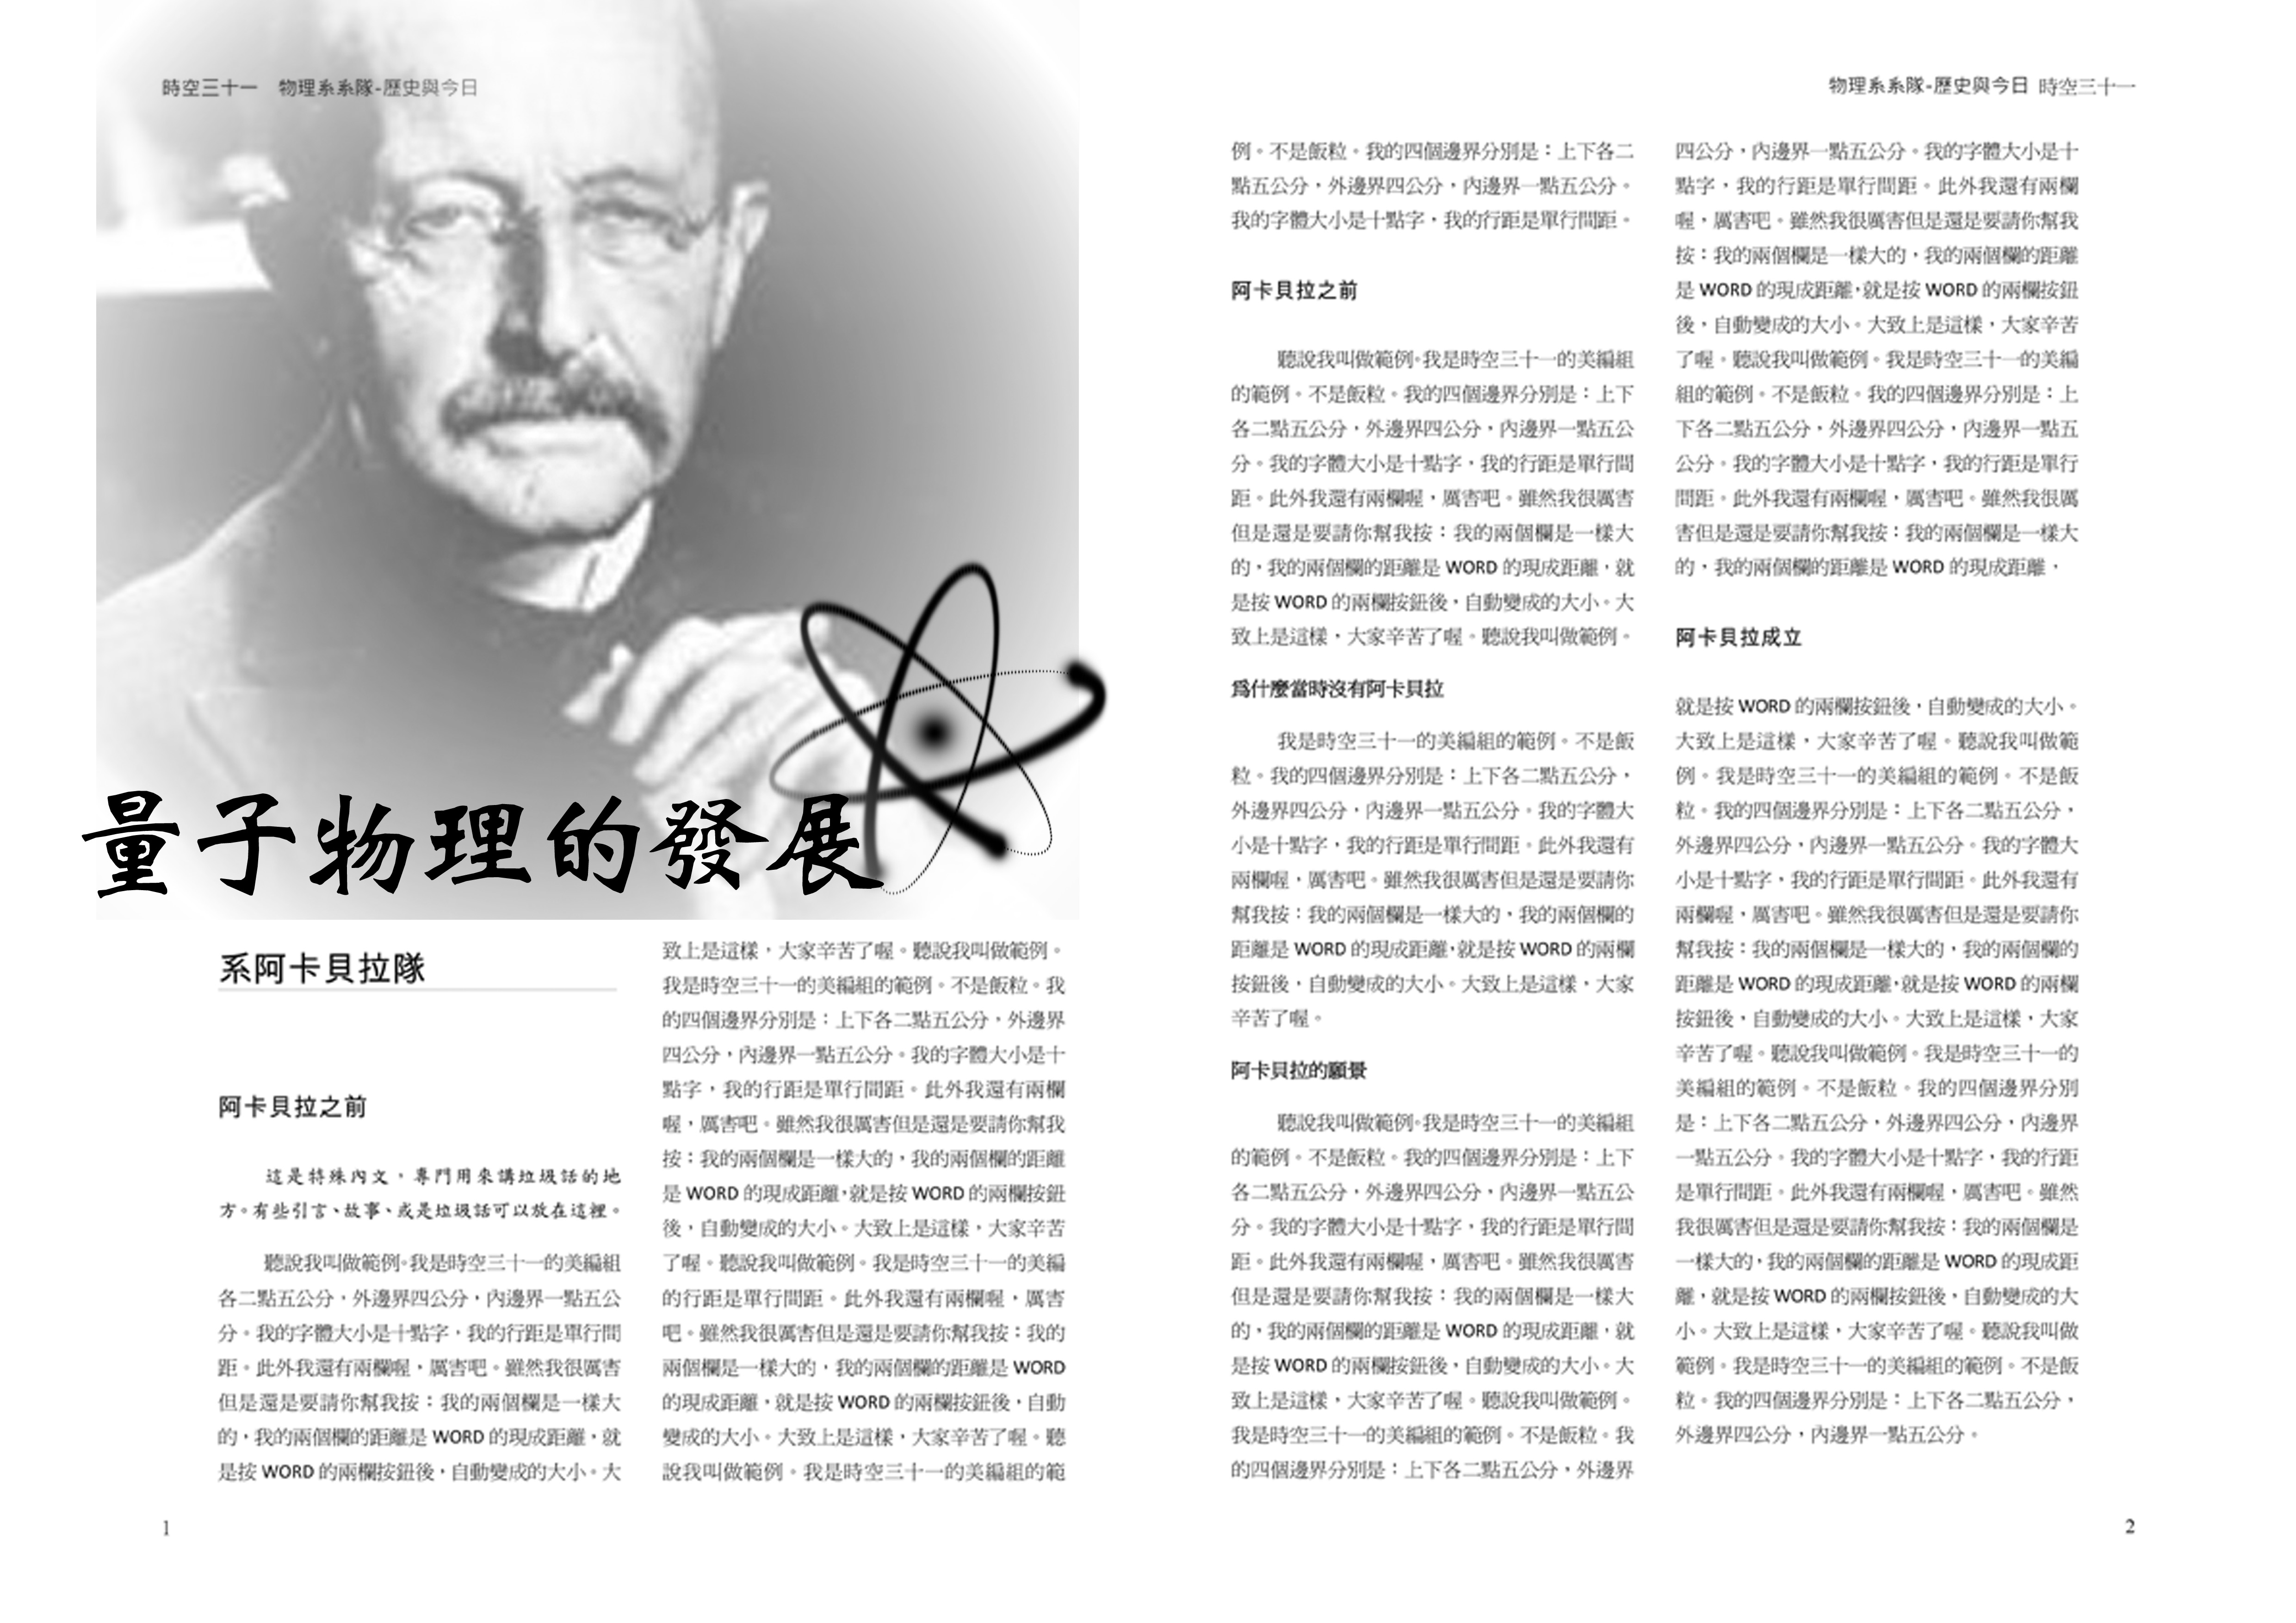 時空三十一　物理系系隊-歷史與今日
量子物理的發展
系阿卡貝拉隊
阿卡貝拉之前
這是特殊內文，專門用來講垃圾話的地
方。有些引言、故事、或是垃圾話可以放在這裡。
聽說我叫做範例。我是時空三十一的美編組
各二點五公分，外邊界四公分，內邊界一點五公
分。我的字體大小是十點字，我的行距是單行間
距。此外我還有兩欄喔，厲害吧。雖然我很厲害
但是還是要請你幫我按：我的兩個欄是一樣大
的，我的兩個欄的距離是 WORD 的現成距離，就
是按 WORD 的兩欄按鈕後，自動變成的大小。大
致上是這樣，大家辛苦了喔。聽說我叫做範例。
我是時空三十一的美編組的範例。不是飯粒。我
的四個邊界分別是：上下各二點五公分，外邊界
四公分，內邊界一點五公分。我的字體大小是十
點字，我的行距是單行間距。此外我還有兩欄
喔，厲害吧。雖然我很厲害但是還是要請你幫我
按：我的兩個欄是一樣大的，我的兩個欄的距離
是 WORD 的現成距離，就是按 WORD 的兩欄按鈕
後，自動變成的大小。大致上是這樣，大家辛苦
了喔。聽說我叫做範例。我是時空三十一的美編
的行距是單行間距。此外我還有兩欄喔，厲害
吧。雖然我很厲害但是還是要請你幫我按：我的
兩個欄是一樣大的，我的兩個欄的距離是 WORD
的現成距離，就是按 WORD 的兩欄按鈕後，自動
變成的大小。大致上是這樣，大家辛苦了喔。聽
說我叫做範例。我是時空三十一的美編組的範
1
物理系系隊-歷史與今日 時空三十一
例。不是飯粒。我的四個邊界分別是：上下各二
點五公分，外邊界四公分，內邊界一點五公分。
我的字體大小是十點字，我的行距是單行間距。
阿卡貝拉之前
聽說我叫做範例。我是時空三十一的美編組
的範例。不是飯粒。我的四個邊界分別是：上下
各二點五公分，外邊界四公分，內邊界一點五公
分。我的字體大小是十點字，我的行距是單行間
距。此外我還有兩欄喔，厲害吧。雖然我很厲害
但是還是要請你幫我按：我的兩個欄是一樣大
的，我的兩個欄的距離是 WORD 的現成距離，就
是按 WORD 的兩欄按鈕後，自動變成的大小。大
致上是這樣，大家辛苦了喔。聽說我叫做範例。
為什麼當時沒有阿卡貝拉
我是時空三十一的美編組的範例。不是飯
粒。我的四個邊界分別是：上下各二點五公分，
外邊界四公分，內邊界一點五公分。我的字體大
小是十點字，我的行距是單行間距。此外我還有
兩欄喔，厲害吧。雖然我很厲害但是還是要請你
幫我按：我的兩個欄是一樣大的，我的兩個欄的
距離是 WORD 的現成距離，就是按 WORD 的兩欄
按鈕後，自動變成的大小。大致上是這樣，大家
辛苦了喔。
阿卡貝拉的願景
聽說我叫做範例。我是時空三十一的美編組
的範例。不是飯粒。我的四個邊界分別是：上下
各二點五公分，外邊界四公分，內邊界一點五公
分。我的字體大小是十點字，我的行距是單行間
距。此外我還有兩欄喔，厲害吧。雖然我很厲害
但是還是要請你幫我按：我的兩個欄是一樣大
的，我的兩個欄的距離是 WORD 的現成距離，就
是按 WORD 的兩欄按鈕後，自動變成的大小。大
致上是這樣，大家辛苦了喔。聽說我叫做範例。
我是時空三十一的美編組的範例。不是飯粒。我
的四個邊界分別是：上下各二點五公分，外邊界
四公分，內邊界一點五公分。我的字體大小是十
點字，我的行距是單行間距。此外我還有兩欄
喔，厲害吧。雖然我很厲害但是還是要請你幫我
按：我的兩個欄是一樣大的，我的兩個欄的距離
是 WORD 的現成距離，就是按 WORD 的兩欄按鈕
後，自動變成的大小。大致上是這樣，大家辛苦
了喔。聽說我叫做範例。我是時空三十一的美編
組的範例。不是飯粒。我的四個邊界分別是：上
下各二點五公分，外邊界四公分，內邊界一點五
公分。我的字體大小是十點字，我的行距是單行
間距。此外我還有兩欄喔，厲害吧。雖然我很厲
害但是還是要請你幫我按：我的兩個欄是一樣大
的，我的兩個欄的距離是 WORD 的現成距離，
阿卡貝拉成立
就是按 WORD 的兩欄按鈕後，自動變成的大小。
大致上是這樣，大家辛苦了喔。聽說我叫做範
例。我是時空三十一的美編組的範例。不是飯
粒。我的四個邊界分別是：上下各二點五公分，
外邊界四公分，內邊界一點五公分。我的字體大
小是十點字，我的行距是單行間距。此外我還有
兩欄喔，厲害吧。雖然我很厲害但是還是要請你
幫我按：我的兩個欄是一樣大的，我的兩個欄的
距離是 WORD 的現成距離，就是按 WORD 的兩欄
按鈕後，自動變成的大小。大致上是這樣，大家
辛苦了喔。聽說我叫做範例。我是時空三十一的
美編組的範例。不是飯粒。我的四個邊界分別
是：上下各二點五公分，外邊界四公分，內邊界
一點五公分。我的字體大小是十點字，我的行距
是單行間距。此外我還有兩欄喔，厲害吧。雖然
我很厲害但是還是要請你幫我按：我的兩個欄是
一樣大的，我的兩個欄的距離是 WORD 的現成距
離，就是按 WORD 的兩欄按鈕後，自動變成的大
小。大致上是這樣，大家辛苦了喔。聽說我叫做
範例。我是時空三十一的美編組的範例。不是飯
粒。我的四個邊界分別是：上下各二點五公分，
外邊界四公分，內邊界一點五公分。
2